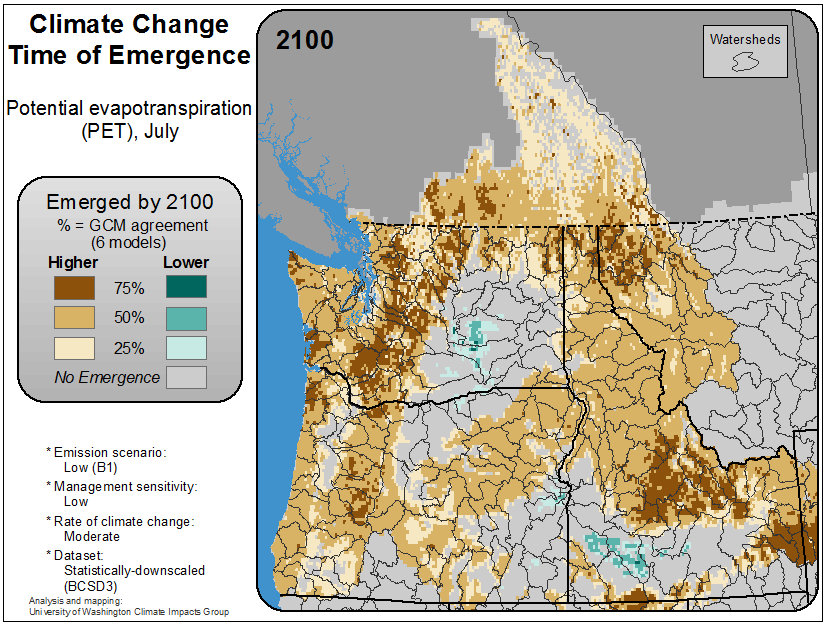 Climate Change
Time of Emergence
Potential evapotranspiration
(PET), July
Emerged by 2100
% = GCM agreement
(6 models)
Higher Lower
75%
50%
25%
No Emergence
* Emission scenario:
Low (B1)
* Management sensitivity:
Low
* Rate of climate change:
Moderate
* Dataset:
Statistically-downscaled
(BCSD3)
Analysis and mapping:
University of Washington Climate Impacts Group
2100
Watersheds